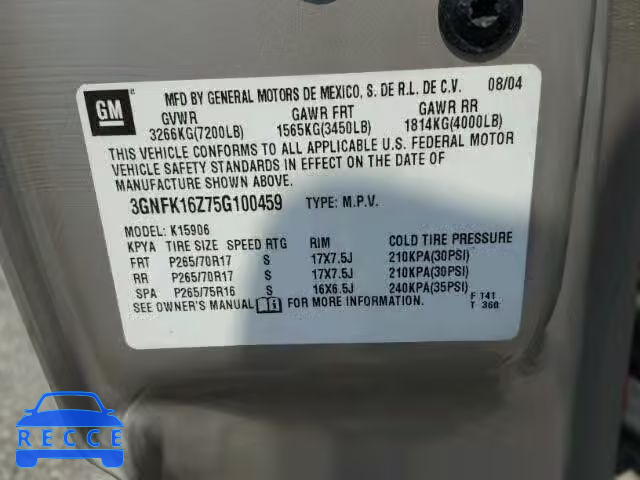 GM
MFD BY GENERAL MOTORS DE MEXICO, S. DE R.L. DE C.V. 08/04
GVWR GAWR FRT GAWR RR
3266KG(7200LB) 1565KG(3450LB) 1814KG(4000LB)
THIS VEHICLE CONFORMS TO ALL APPLICABLE U.S. FEDERAL MOTOR
VEHICLE SAFETY STANDARDS IN EFFECT ON THE DATE OF
MANUFACTURE SHOWN ABOVE.
3GNFK16Z75G100459 TYPE: M.P.V.
MODEL: K15906
KPYA TIRE SIZE SPEED RTG RIM COLD TIRE PRESSURE
FRT P265/70R17 S 17X7.5J 210KPA(30PSI)
RR P265/70R17 S 17X7.5J 210KPA(30PSI)
SPA P265/75R16 S 16X6.5J 240KPA(35PSI)
SEE OWNER'S MANUAL FOR MORE INFORMATION.
F T41
T 360
RECCE